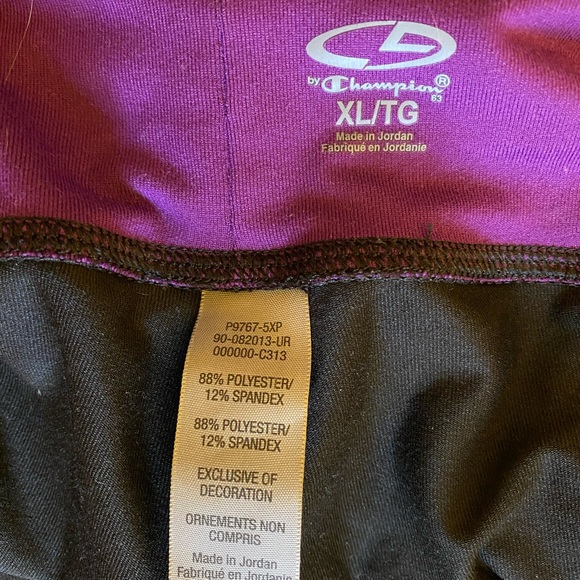 by Champion®
63
XL/TG
Made in Jordan
Fabriqué en Jordanie
P9767-5XP
90-082013-UR
000000-C313
88% POLYESTER/
12% SPANDEX
88% POLYESTER/
12% SPANDEX
EXCLUSIVE OF
DECORATION
ORNEMENTS NON
COMPRIS
Made in Jordan
Fabriqué en Jordanie